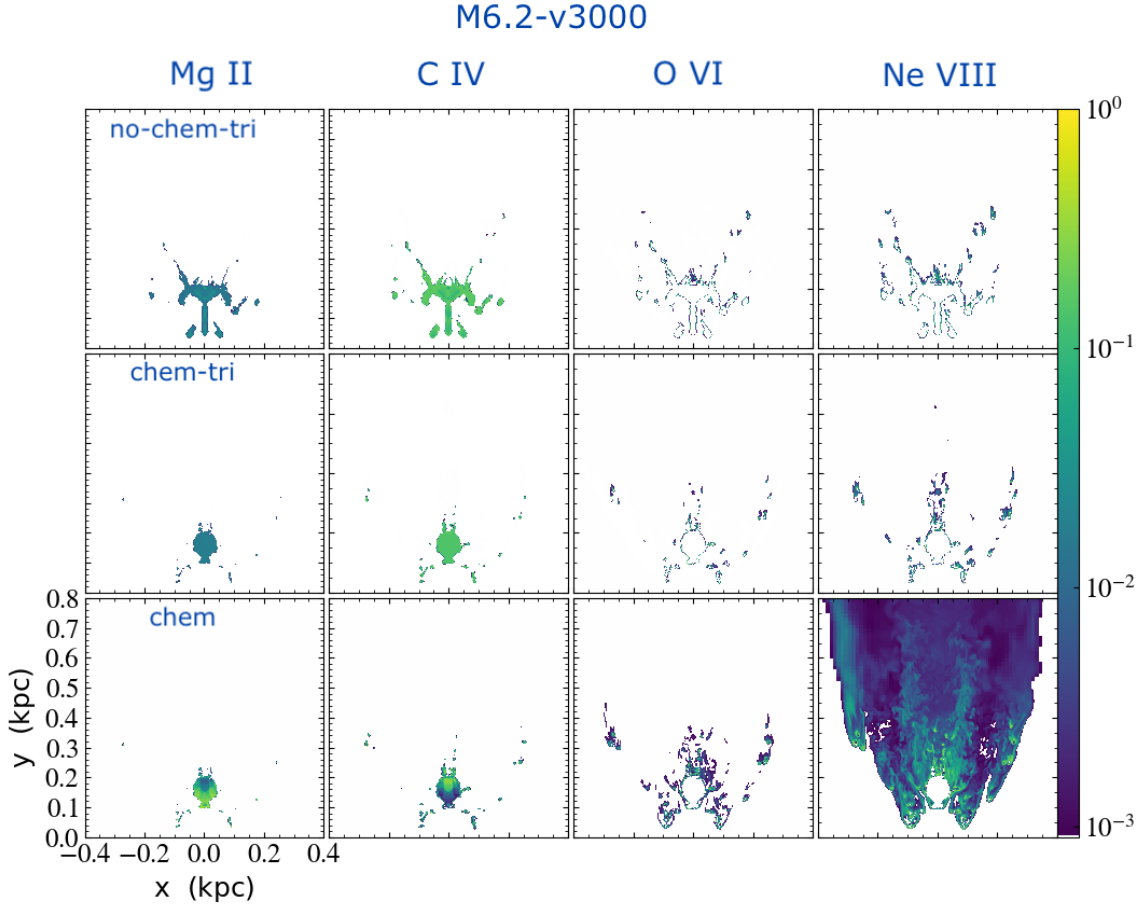 M6.2-v3000
Mg II C IV O VI Ne VIII
no-chem-tri
10⁰
10⁻¹
chem-tri
10⁻²
chem
10⁻³
0.8
0.7
0.6
0.5
0.4
0.3
0.2
0.1
0.0
y (kpc)
−0.4 −0.2 0.0 0.2 0.4
x (kpc)